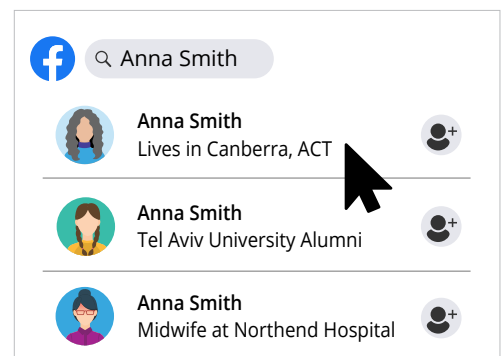 Anna Smith
Anna Smith
Lives in Canberra, ACT
Anna Smith
Tel Aviv University Alumni
Anna Smith
Midwife at Northend Hospital